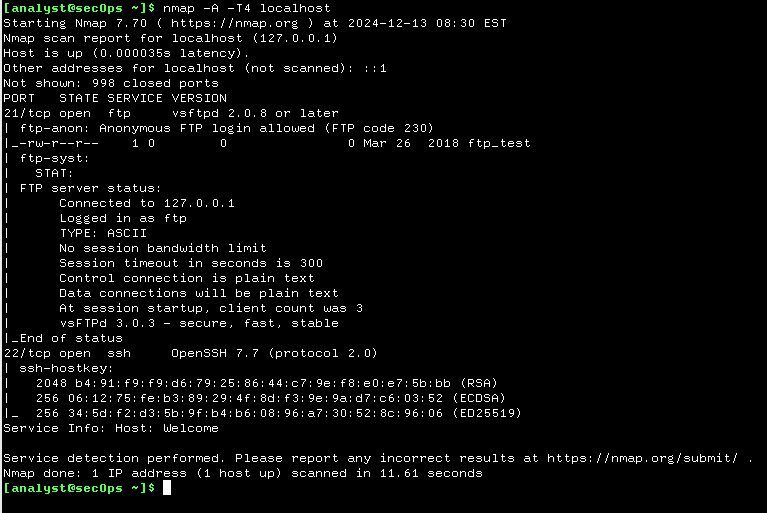 [analyst@secOps ~]$ nmap -A -T4 localhost
Starting Nmap 7.70 ( https://nmap.org ) at 2024-12-13 08:30 EST
Nmap scan report for localhost (127.0.0.1)
Host is up (0.000035s latency).
Other addresses for localhost (not scanned): ::1
Not shown: 998 closed ports
PORT   STATE SERVICE VERSION
21/tcp open  ftp     vsftpd 2.0.8 or later
| ftp-anon: Anonymous FTP login allowed (FTP code 230)
|_-rw-r--r--    1 0        0               0 Mar 26  2018 ftp_test
| ftp-syst:
|   STAT:
| FTP server status:
|      Connected to 127.0.0.1
|      Logged in as ftp
|      TYPE: ASCII
|      No session bandwidth limit
|      Session timeout in seconds is 300
|      Control connection is plain text
|      Data connections will be plain text
|      At session startup, client count was 3
|      vsFTPd 3.0.3 - secure, fast, stable
|_End of status
22/tcp open  ssh     OpenSSH 7.7 (protocol 2.0)
| ssh-hostkey:
|   2048 b4:91:f9:f9:d6:79:25:86:44:c7:9e:f8:e0:e7:5b:bb (RSA)
|   256 06:12:75:fe:b3:89:29:4f:8d:f3:9e:9a:d7:c6:03:52 (ECDSA)
|_  256 34:5d:f2:d3:5b:9f:b4:b6:08:96:a7:30:52:8c:96:06 (ED25519)
Service Info: Host: Welcome

Service detection performed. Please report any incorrect results at https://nmap.org/submit/ .
Nmap done: 1 IP address (1 host up) scanned in 11.61 seconds
[analyst@secOps ~]$